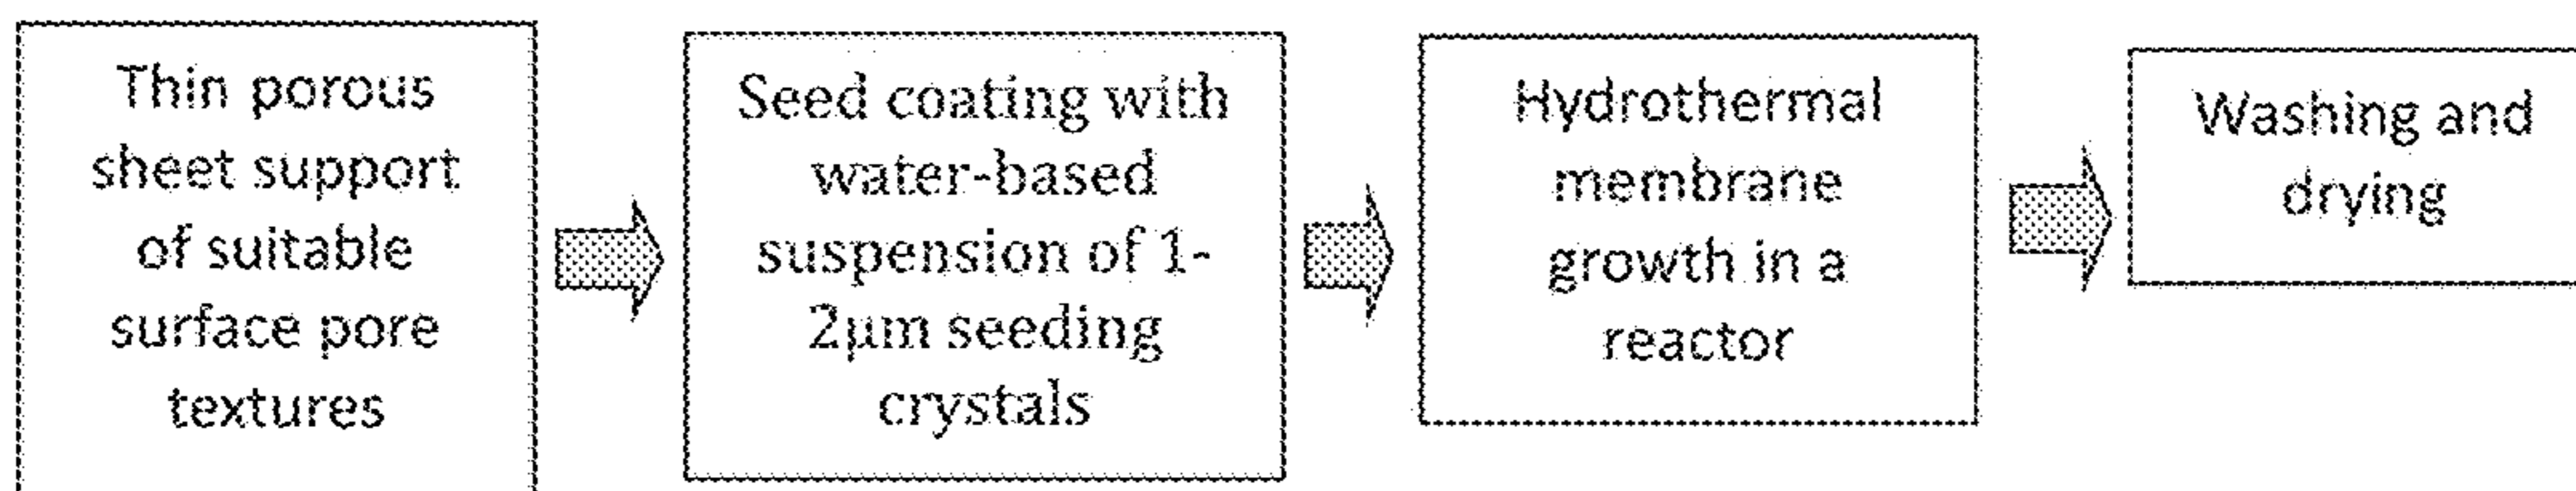 Thin porous
sheet support
of suitable
surface pore
textures
Seed coating with
water-based
suspension of 1-
2µm seeding
crystals
Hydrothermal
membrane
growth in a
reactor
Washing and
drying